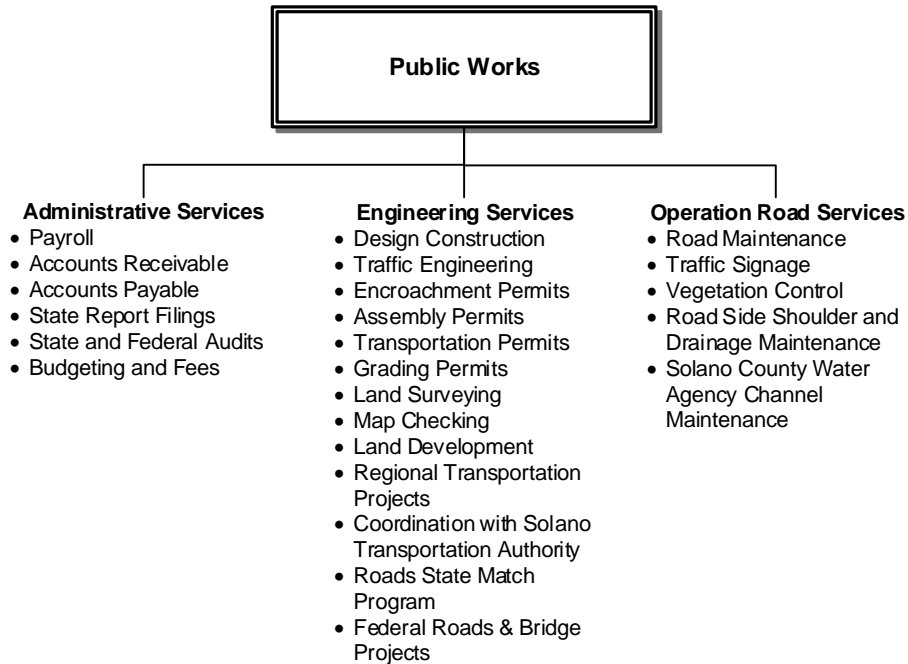 Public Works
Administrative Services
• Payroll
• Accounts Receivable
• Accounts Payable
• State Report Filings
• State and Federal Audits
• Budgeting and Fees
Engineering Services
• Design Construction
• Traffic Engineering
• Encroachment Permits
• Assembly Permits
• Transportation Permits
• Grading Permits
• Land Surveying
• Map Checking
• Land Development
• Regional Transportation
Projects
• Coordination with Solano
Transportation Authority
• Roads State Match
Program
• Federal Roads & Bridge
Projects
Operation Road Services
• Road Maintenance
• Traffic Signage
• Vegetation Control
• Road Side Shoulder and
Drainage Maintenance
• Solano County Water
Agency Channel
Maintenance